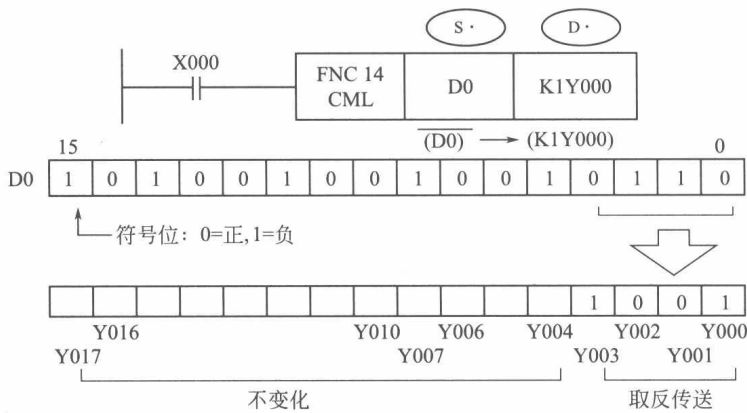 S· D·
X000 FNC 14 CML D0 K1Y000
(D0) → (K1Y000)
15 0
D0 1 0 1 0 0 1 0 0 1 0 0 1 0 1 1 0
符号位：0=正,1=负
1 0 0 1
Y016 Y010 Y006 Y004 Y002 Y000
Y017 Y007 Y003 Y001
不变化 取反传送